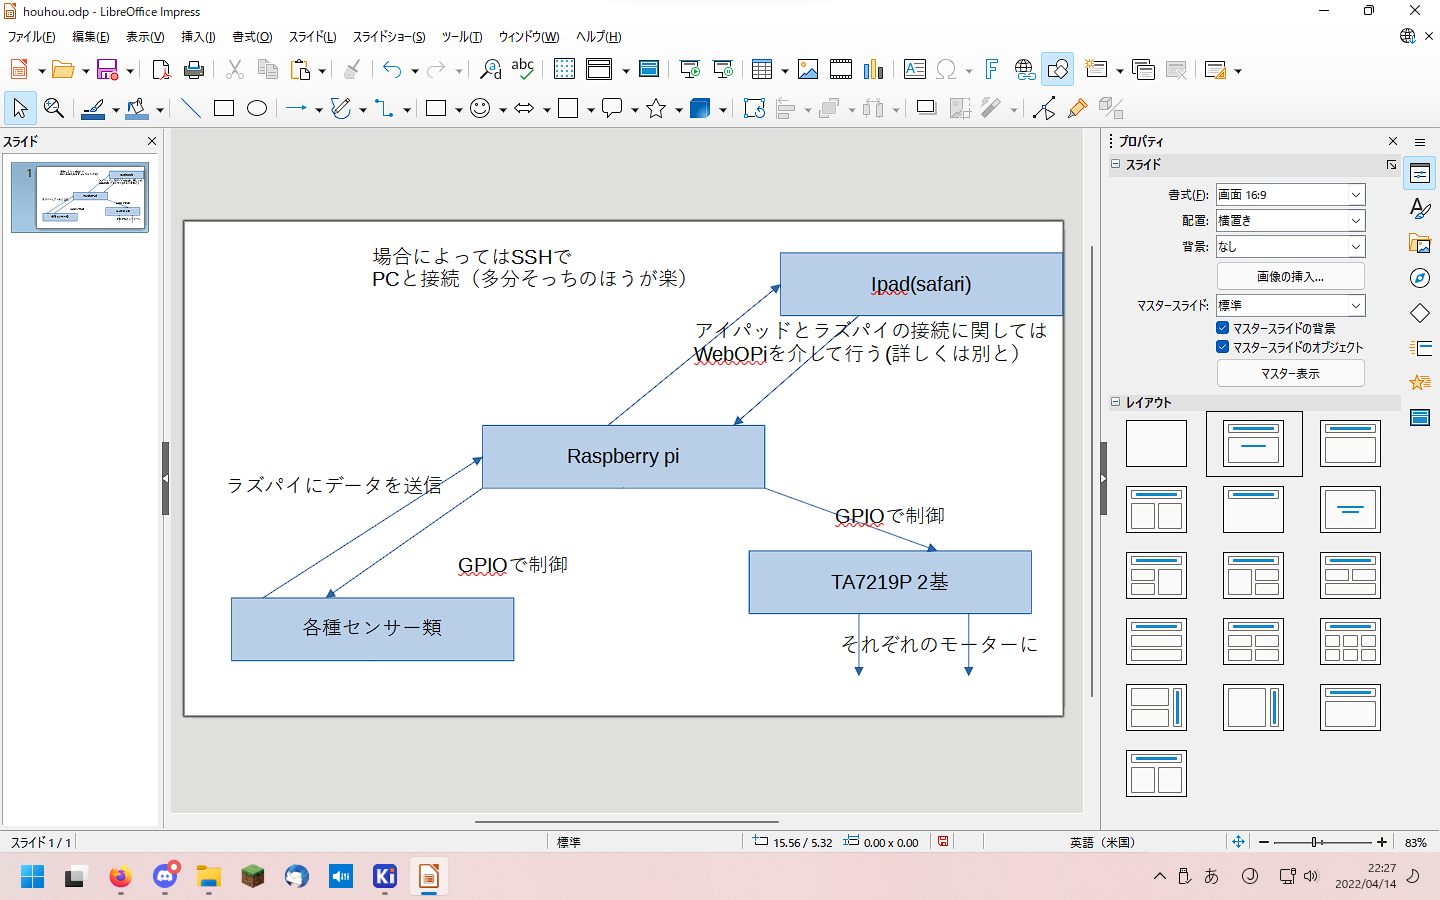 houhou.odp - LibreOffice Impress
ファイル(F) 編集(E) 表示(V) 挿入(I) 書式(O) スライド(L) スライドショー(S) ツール(T) ウィンドウ(W) ヘルプ(H)
スライド
1
場合によってはSSHで
PCと接続（多分そっちのほうが楽）
Ipad(safari)
アイパッドとラズパイの接続に関しては
WebOPiを介して行う(詳しくは別と）
Raspberry pi
ラズパイにデータを送信
GPIOで制御
GPIOで制御
TA7219P 2基
各種センサー類
それぞれのモーターに
プロパティ
スライド
書式(F): 画面 16:9
配置: 横置き
背景: なし
画像の挿入...
マスタースライド: 標準
マスタースライドの背景
マスタースライドのオブジェクト
マスター表示
レイアウト
スライド 1 / 1
標準
15.56 / 5.32
0.00 x 0.00
英語（米国）
83%
Ki
あ
22:27
2022/04/14